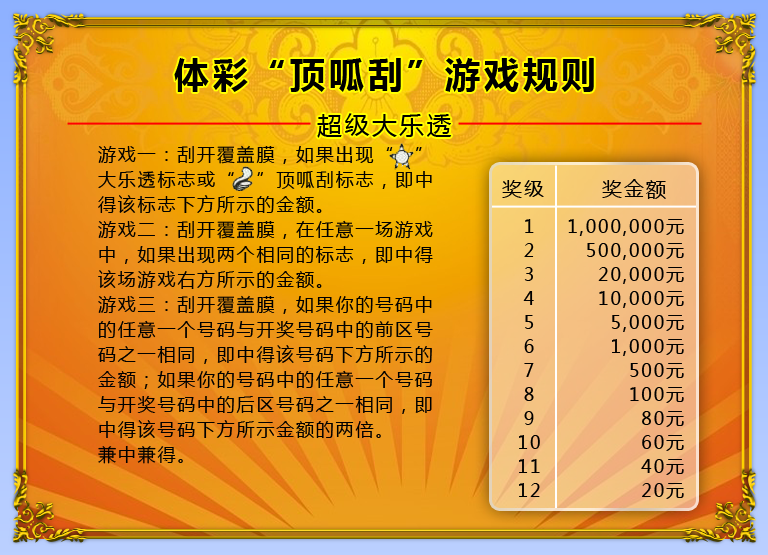 体彩“顶呱刮”游戏规则
超级大乐透
游戏一：刮开覆盖膜，如果出现“ ”
大乐透标志或“ ”顶呱刮标志，即中
得该标志下方所示的金额。
游戏二：刮开覆盖膜，在任意一场游戏
中，如果出现两个相同的标志，即中得
该场游戏右方所示的金额。
游戏三：刮开覆盖膜，如果你的号码中
的任意一个号码与开奖号码中的前区号
码之一相同，即中得该号码下方所示的
金额；如果你的号码中的任意一个号码
与开奖号码中的后区号码之一相同，即
中得该号码下方所示金额的两倍。
兼中兼得。
奖级 奖金额
1 1,000,000元
2 500,000元
3 20,000元
4 10,000元
5 5,000元
6 1,000元
7 500元
8 100元
9 80元
10 60元
11 40元
12 20元